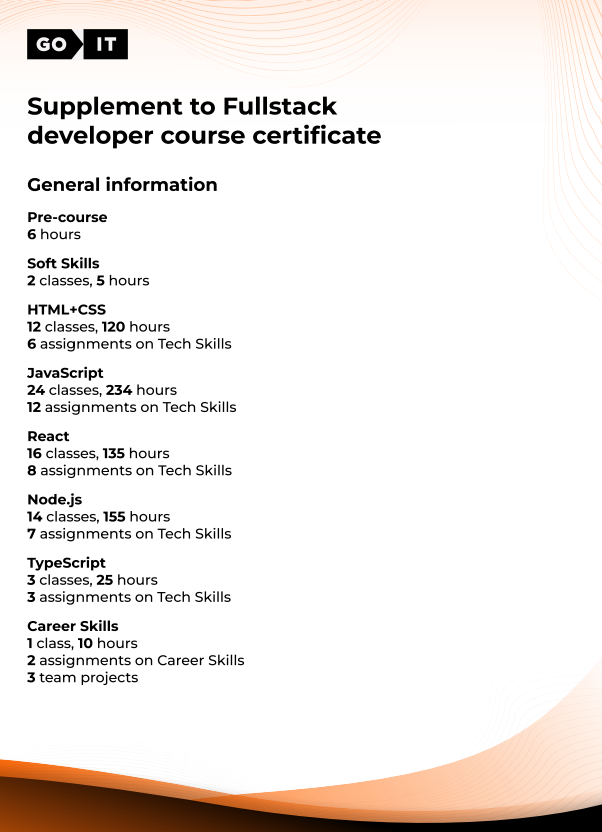 GO IT
Supplement to Fullstack
developer course certificate
General information
Pre-course
6 hours
Soft Skills
2 classes, 5 hours
HTML+CSS
12 classes, 120 hours
6 assignments on Tech Skills
JavaScript
24 classes, 234 hours
12 assignments on Tech Skills
React
16 classes, 135 hours
8 assignments on Tech Skills
Node.js
14 classes, 155 hours
7 assignments on Tech Skills
TypeScript
3 classes, 25 hours
3 assignments on Tech Skills
Career Skills
1 class, 10 hours
2 assignments on Career Skills
3 team projects